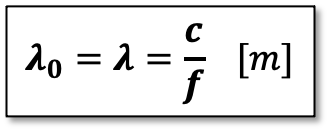 λ₀ = λ = c/f [m]